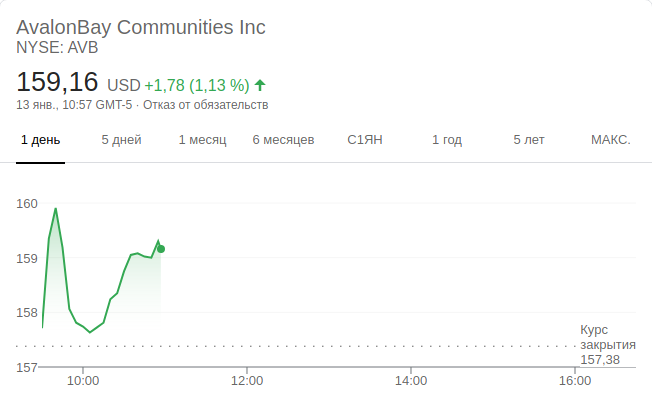 AvalonBay Communities Inc
NYSE: AVB
159,16 USD +1,78 (1,13 %)
13 янв., 10:57 GMT-5 · Отказ от обязательств
1 день 5 дней 1 месяц 6 месяцев С1ЯН 1 год 5 лет МАКС.
160
159
158
Курс
закрытия
157,38
157
10:00 12:00 14:00 16:00